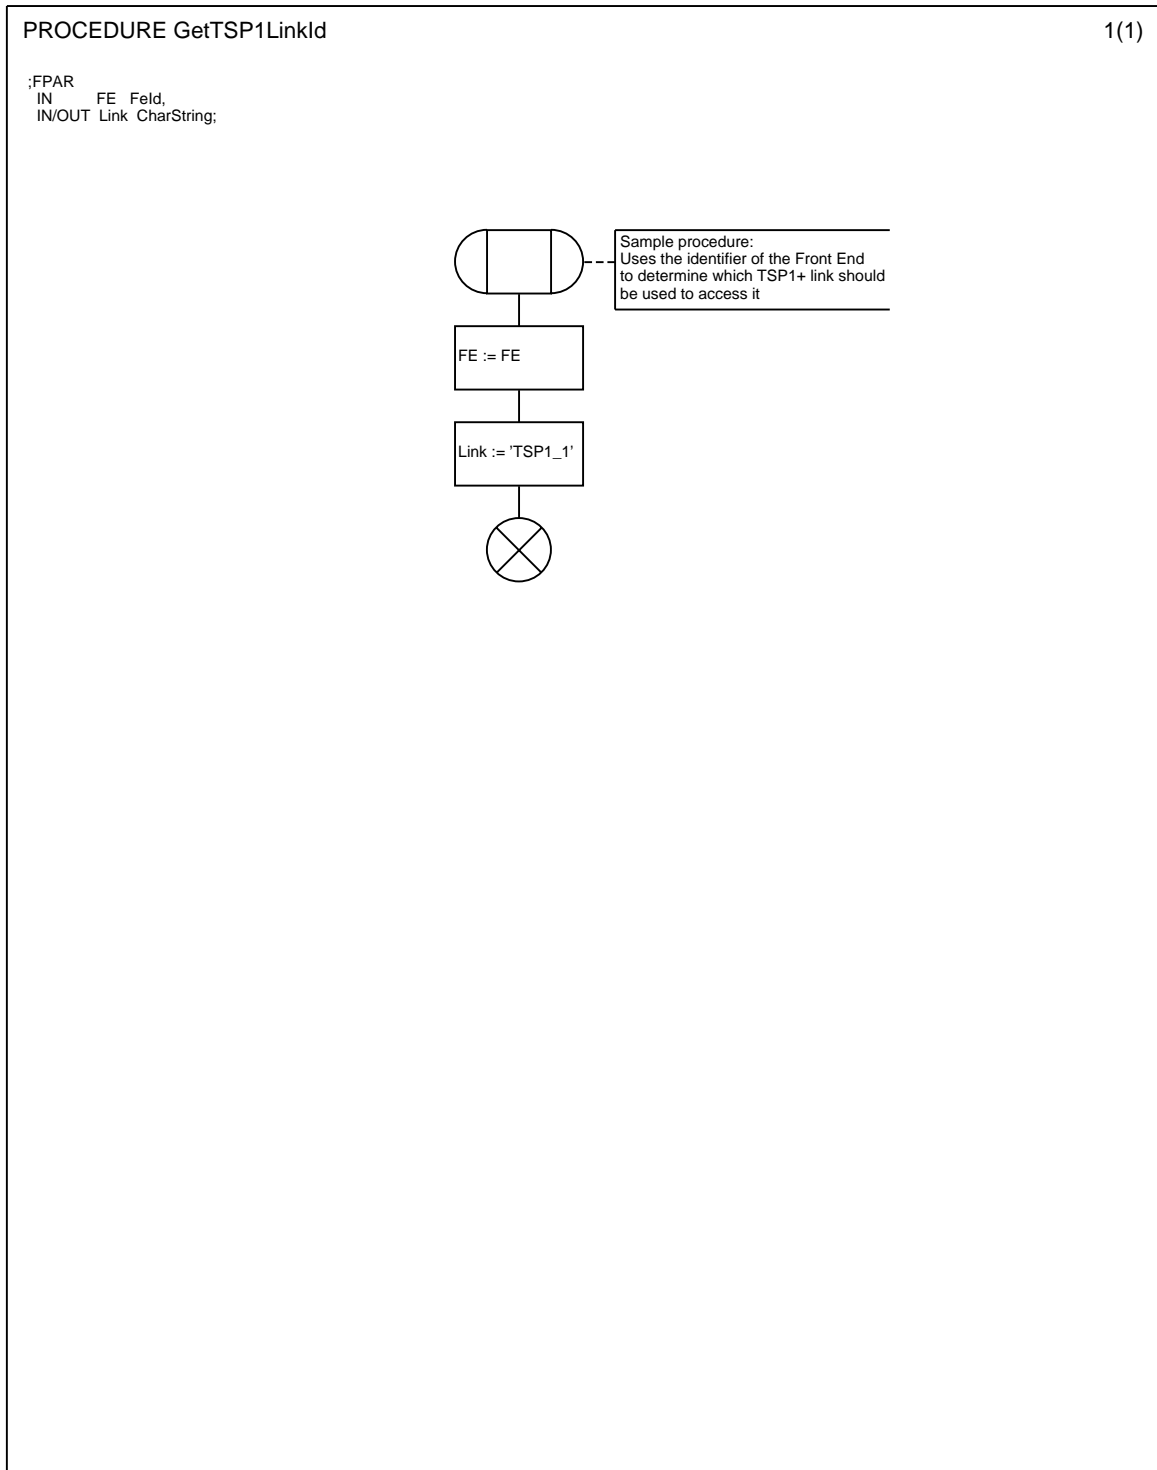 PROCEDURE GetTSP1LinkId
1(1)
;FPAR
IN FE FeId,
IN/OUT Link CharString;
Sample procedure:
Uses the identifier of the Front End
to determine which TSP1+ link should
be used to access it
FE := FE
Link := ’TSP1_1’